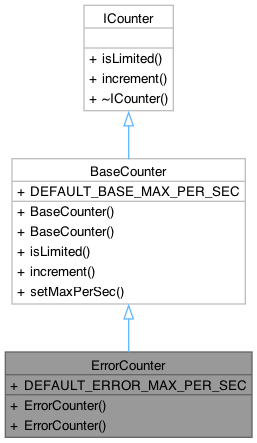 ICounter
+ isLimited()
+ increment()
+ ~ICounter()
BaseCounter
+ DEFAULT_BASE_MAX_PER_SEC
+ BaseCounter()
+ BaseCounter()
+ isLimited()
+ increment()
+ setMaxPerSec()
ErrorCounter
+ DEFAULT_ERROR_MAX_PER_SEC
+ ErrorCounter()
+ ErrorCounter()